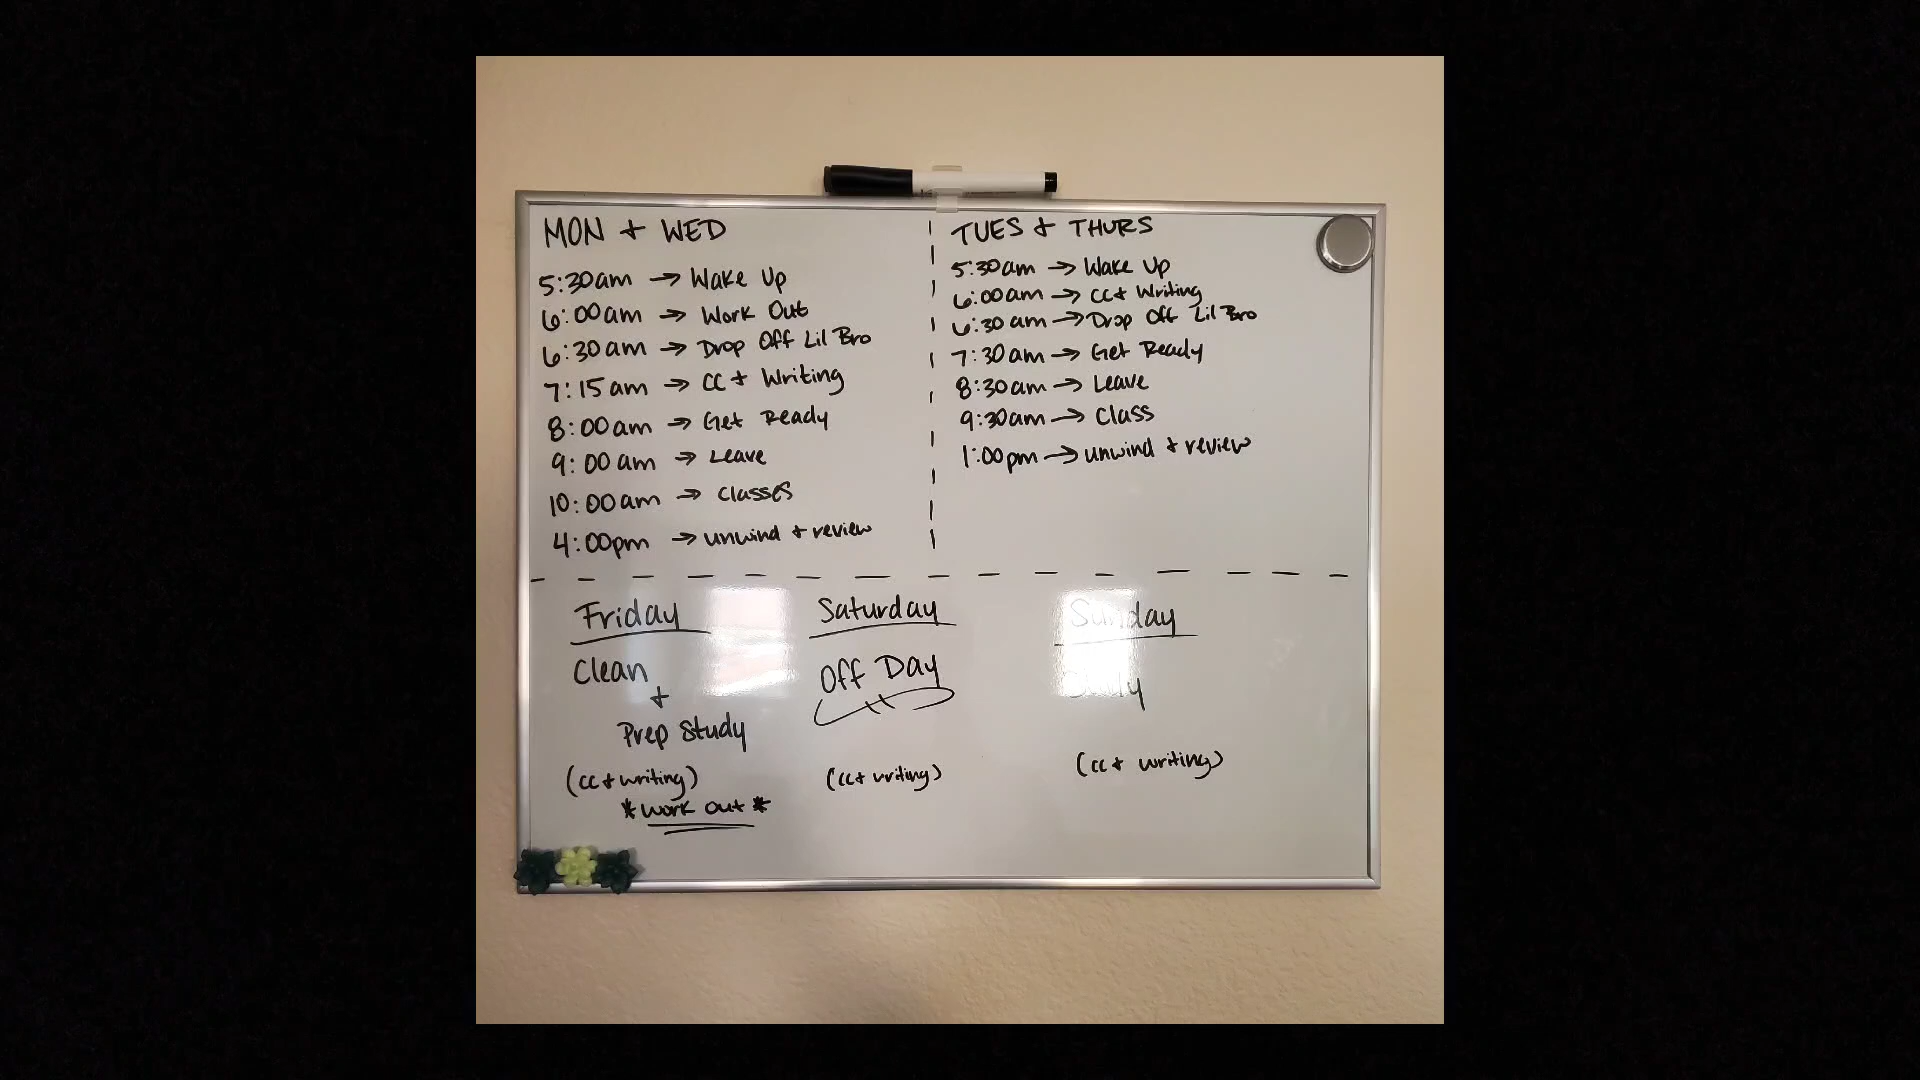 MON + WED
5:30am → Wake Up
6:00am → Work Out
6:30am → Drop Off Lil Bro
7:15am → CC + Writing
8:00am → Get Ready
9:00am → Leave
10:00am → Classes
4:00pm → unwind + review
TUES + THURS
5:30am → Wake Up
6:00am → CC + Writing
6:30am → Drop Off Lil Bro
7:30am → Get Ready
8:30am → Leave
9:30am → Class
1:00pm → unwind + review
Friday
Clean
+
Prep Study
(cc + writing)
*work out*
Saturday
Off Day
(cc + writing)
Sunday
(cc + writing)